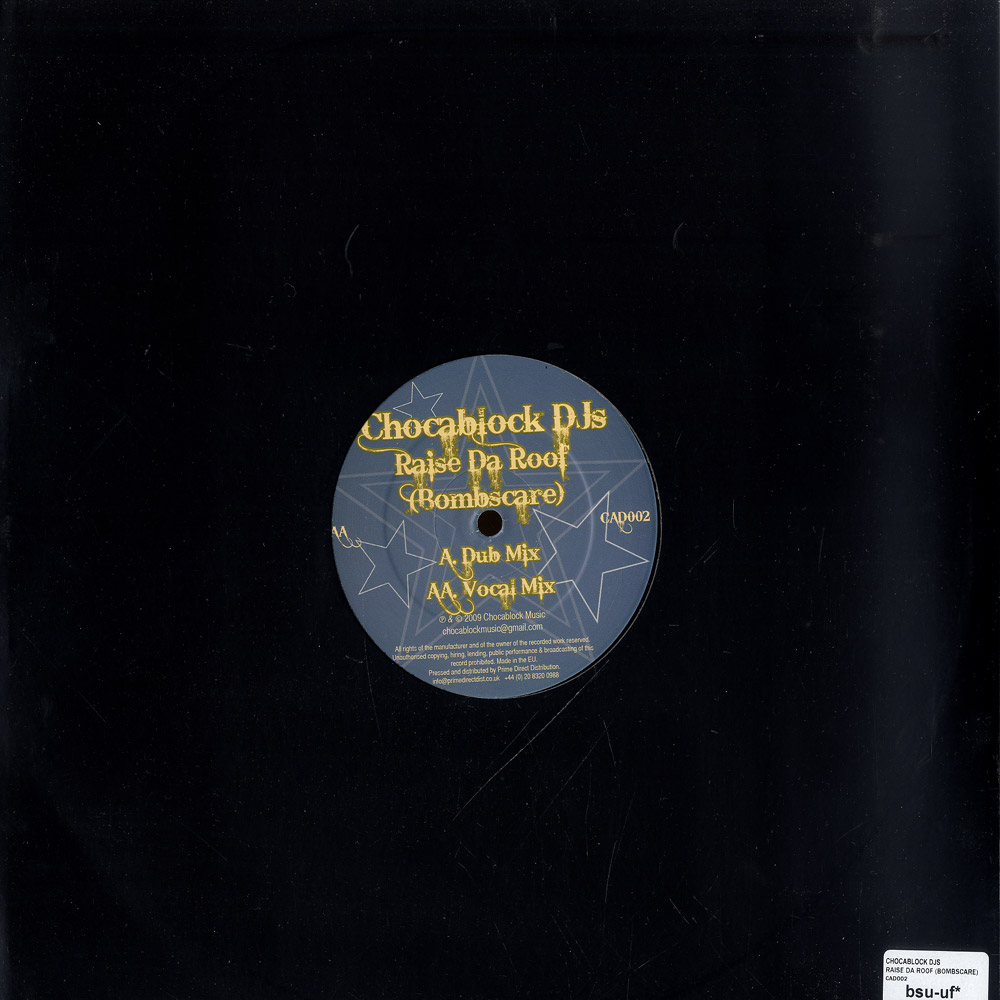 Chocablock DJs
Raise Da Roof
(Bombscare)
AA
CAD002
A. Dub Mix
AA. Vocal Mix
℗ & © 2009 Chocablock Music
chocablockmusic@gmail.com
All rights of the manufacturer and of the owner of the recorded work reserved.
Unauthorised copying, hiring, lending, public performance & broadcasting of this
record prohibited. Made in the EU.
Pressed and distributed by Prime Direct Distribution.
info@primedirectdist.co.uk +44 (0) 20 8320 0988
CHOCABLOCK DJS
RAISE DA ROOF (BOMBSCARE)
CAD002
bsu-uf*